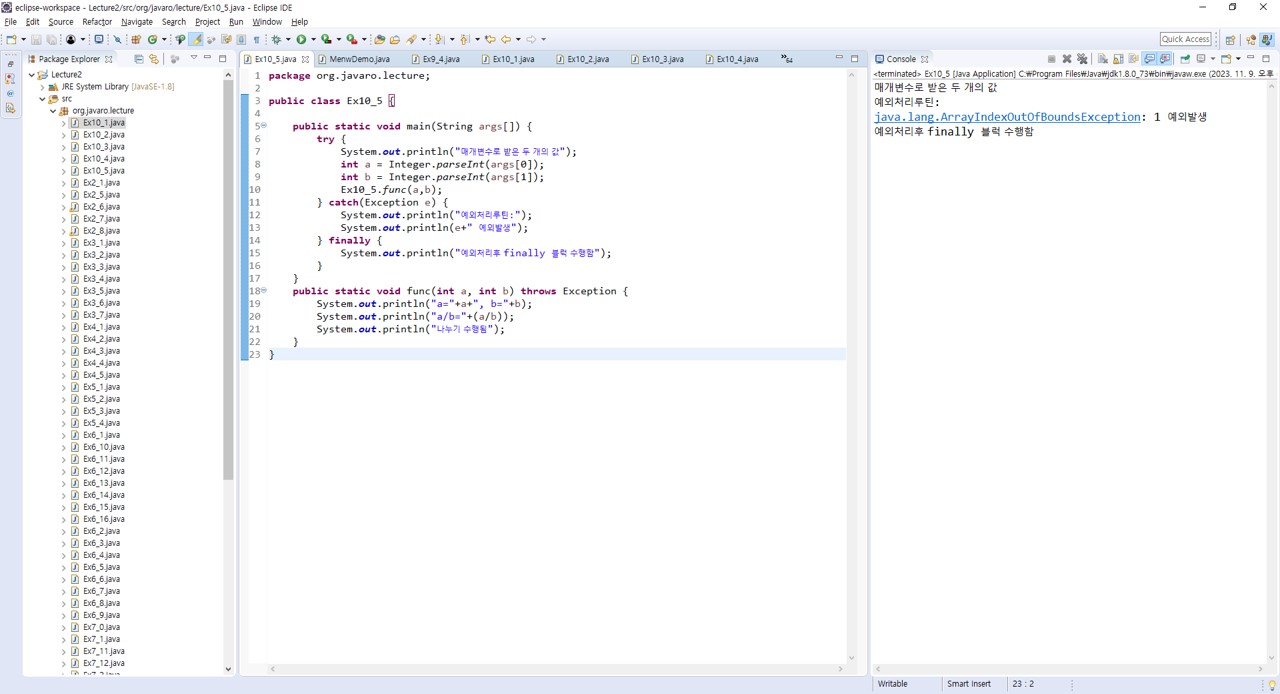 eclipse-workspace - Lecture2/src/org/javaro/lecture/Ex10_5.java - Eclipse IDE
File Edit Source Refactor Navigate Search Project Run Window Help
Quick Access
Package Explorer
Lecture2
JRE System Library [JavaSE-1.8]
src
org.javaro.lecture
Ex10_1.java
Ex10_2.java
Ex10_3.java
Ex10_4.java
Ex10_5.java
Ex2_1.java
Ex2_5.java
Ex2_6.java
Ex2_7.java
Ex2_8.java
Ex3_1.java
Ex3_2.java
Ex3_3.java
Ex3_4.java
Ex3_5.java
Ex3_6.java
Ex3_7.java
Ex4_1.java
Ex4_2.java
Ex4_3.java
Ex4_4.java
Ex4_5.java
Ex5_1.java
Ex5_2.java
Ex5_3.java
Ex5_4.java
Ex6_1.java
Ex6_10.java
Ex6_11.java
Ex6_12.java
Ex6_13.java
Ex6_14.java
Ex6_15.java
Ex6_16.java
Ex6_2.java
Ex6_3.java
Ex6_4.java
Ex6_5.java
Ex6_6.java
Ex6_7.java
Ex6_8.java
Ex6_9.java
Ex7_0.java
Ex7_1.java
Ex7_11.java
Ex7_12.java
Ex10_5.java MenwDemo.java Ex9_4.java Ex10_1.java Ex10_2.java Ex10_3.java Ex10_4.java »64
1 package org.javaro.lecture;
2
3 public class Ex10_5 {
4
5 public static void main(String args[]) {
6 try {
7 System.out.println("매개변수로 받은 두 개의 값");
8 int a = Integer.parseInt(args[0]);
9 int b = Integer.parseInt(args[1]);
10 Ex10_5.func(a,b);
11 } catch(Exception e) {
12 System.out.println("예외처리루틴:");
13 System.out.println(e+" 예외발생");
14 } finally {
15 System.out.println("예외처리후 finally 블럭 수행함");
16 }
17 }
18 public static void func(int a, int b) throws Exception {
19 System.out.println("a="+a+", b="+b);
20 System.out.println("a/b="+(a/b));
21 System.out.println("나누기 수행됨");
22 }
23 }
Console
<terminated> Ex10_5 [Java Application] C:₩Program Files₩Java₩jdk1.8.0_73₩bin₩javaw.exe (2023. 11. 9. 오후
매개변수로 받은 두 개의 값
예외처리루틴:
java.lang.ArrayIndexOutOfBoundsException: 1 예외발생
예외처리후 finally 블럭 수행함
Writable Smart Insert 23 : 2